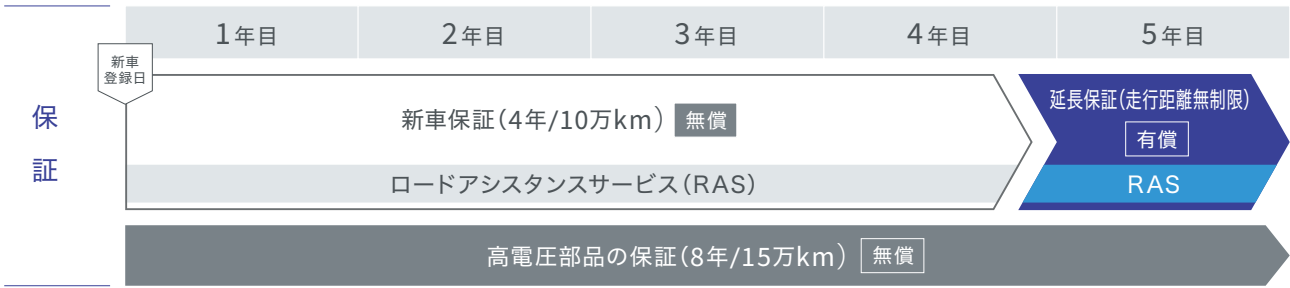 1年目 2年目 3年目 4年目 5年目
新車
登録日
保
証
新車保証(4年/10万km) 無償
延長保証(走行距離無制限)
有償
ロードアシスタンスサービス(RAS)
RAS
高電圧部品の保証(8年/15万km) 無償